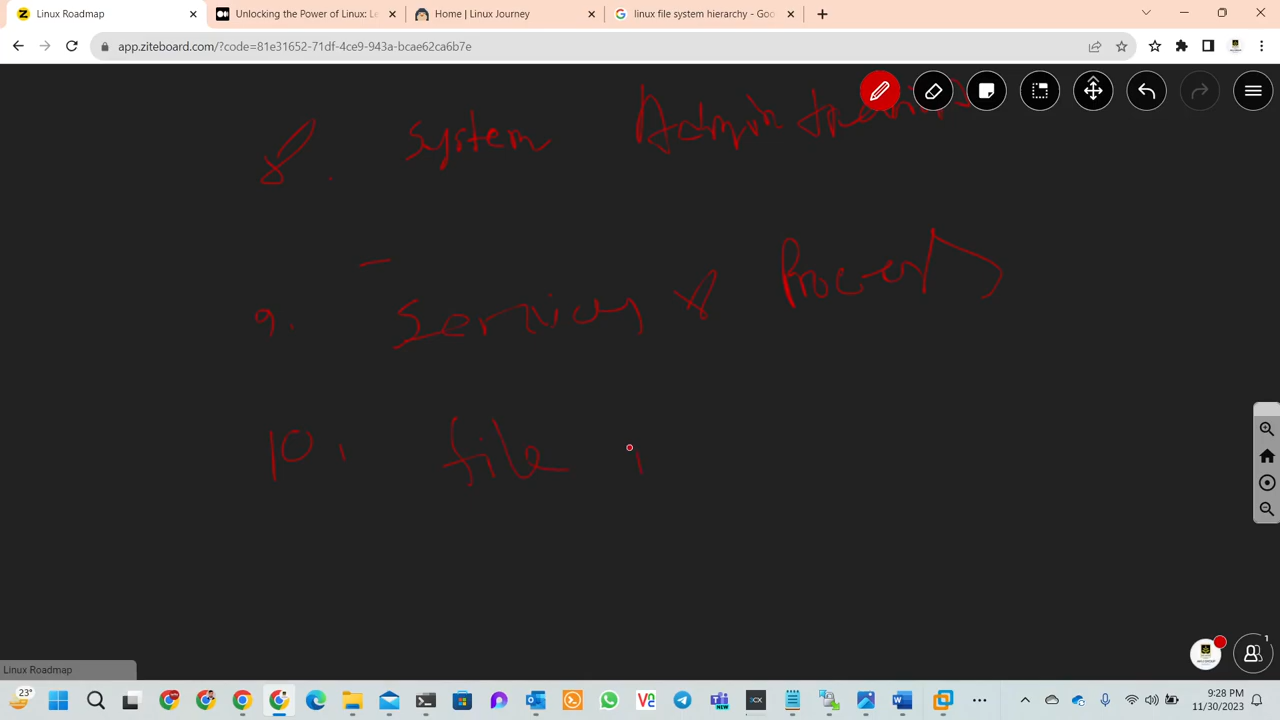 Linux Roadmap
Unlocking the Power of Linux: Le
Home | Linux Journey
linux file system hierarchy - Goo
app.ziteboard.com/?code=81e31652-71df-4ce9-943a-bcae62ca6b7e
8. System
9. Services & Process
10. file
1
Linux Roadmap
23°
9:28 PM
11/30/2023